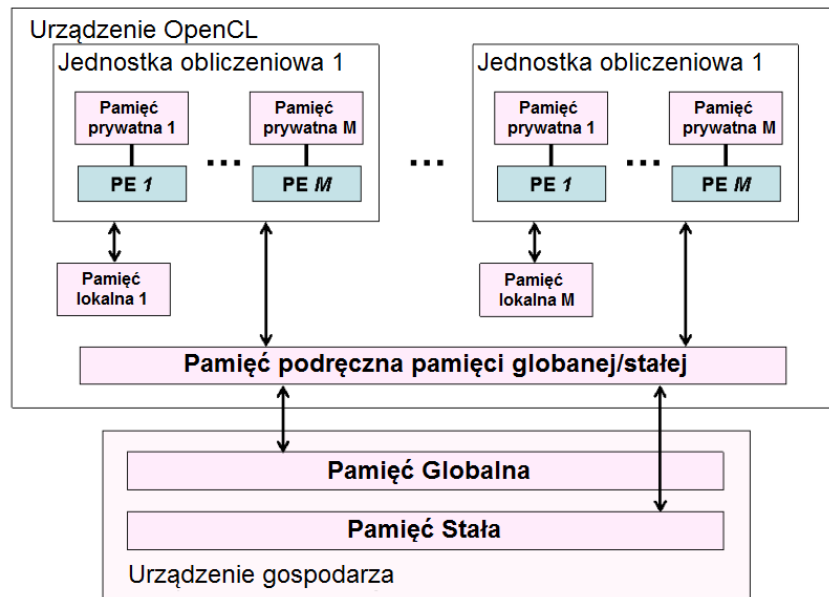 Urządzenie OpenCL
Jednostka obliczeniowa 1
Jednostka obliczeniowa 1
Pamięć
prywatna 1
Pamięć
prywatna M
Pamięć
prywatna 1
Pamięć
prywatna M
...
...
...
PE 1
PE M
PE 1
PE M
Pamięć
lokalna 1
Pamięć
lokalna M
Pamięć podręczna pamięci globanej/stałej
Pamięć Globalna
Pamięć Stała
Urządzenie gospodarza